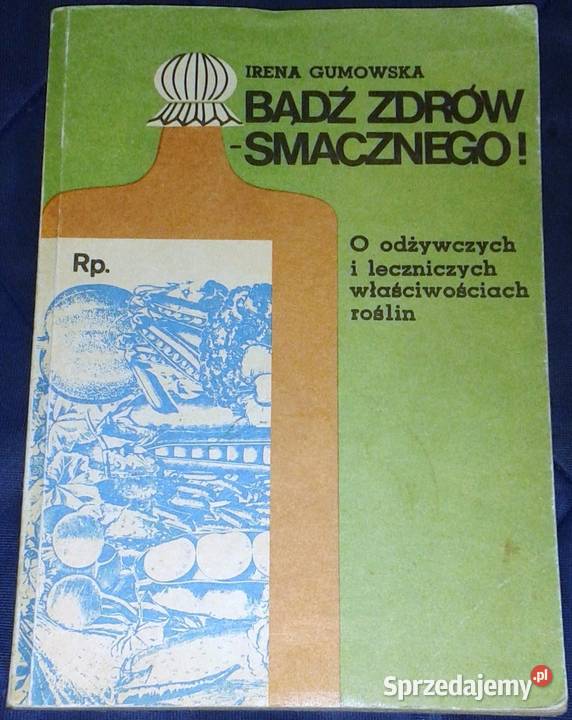 IRENA GUMOWSKA
BĄDŹ ZDRÓW
-SMACZNEGO!
O odżywczych
i leczniczych
właściwościach
roślin
Rp.
Sprzedajemy.pl